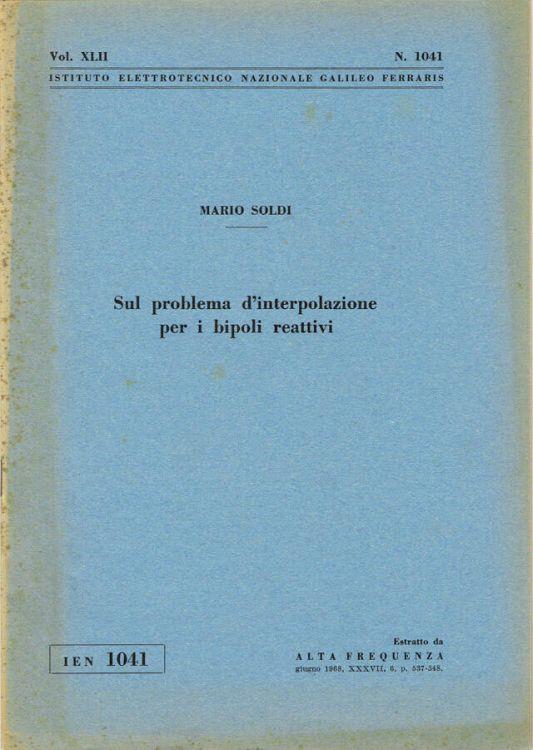 Vol. XLII N. 1041
ISTITUTO ELETTROTECNICO NAZIONALE GALILEO FERRARIS
MARIO SOLDI
Sul problema d'interpolazione
per i bipoli reattivi
Estratto da
IEN 1041
ALTA FREQUENZA
giugno 1968, XXXVII, 6, p. 537-548.